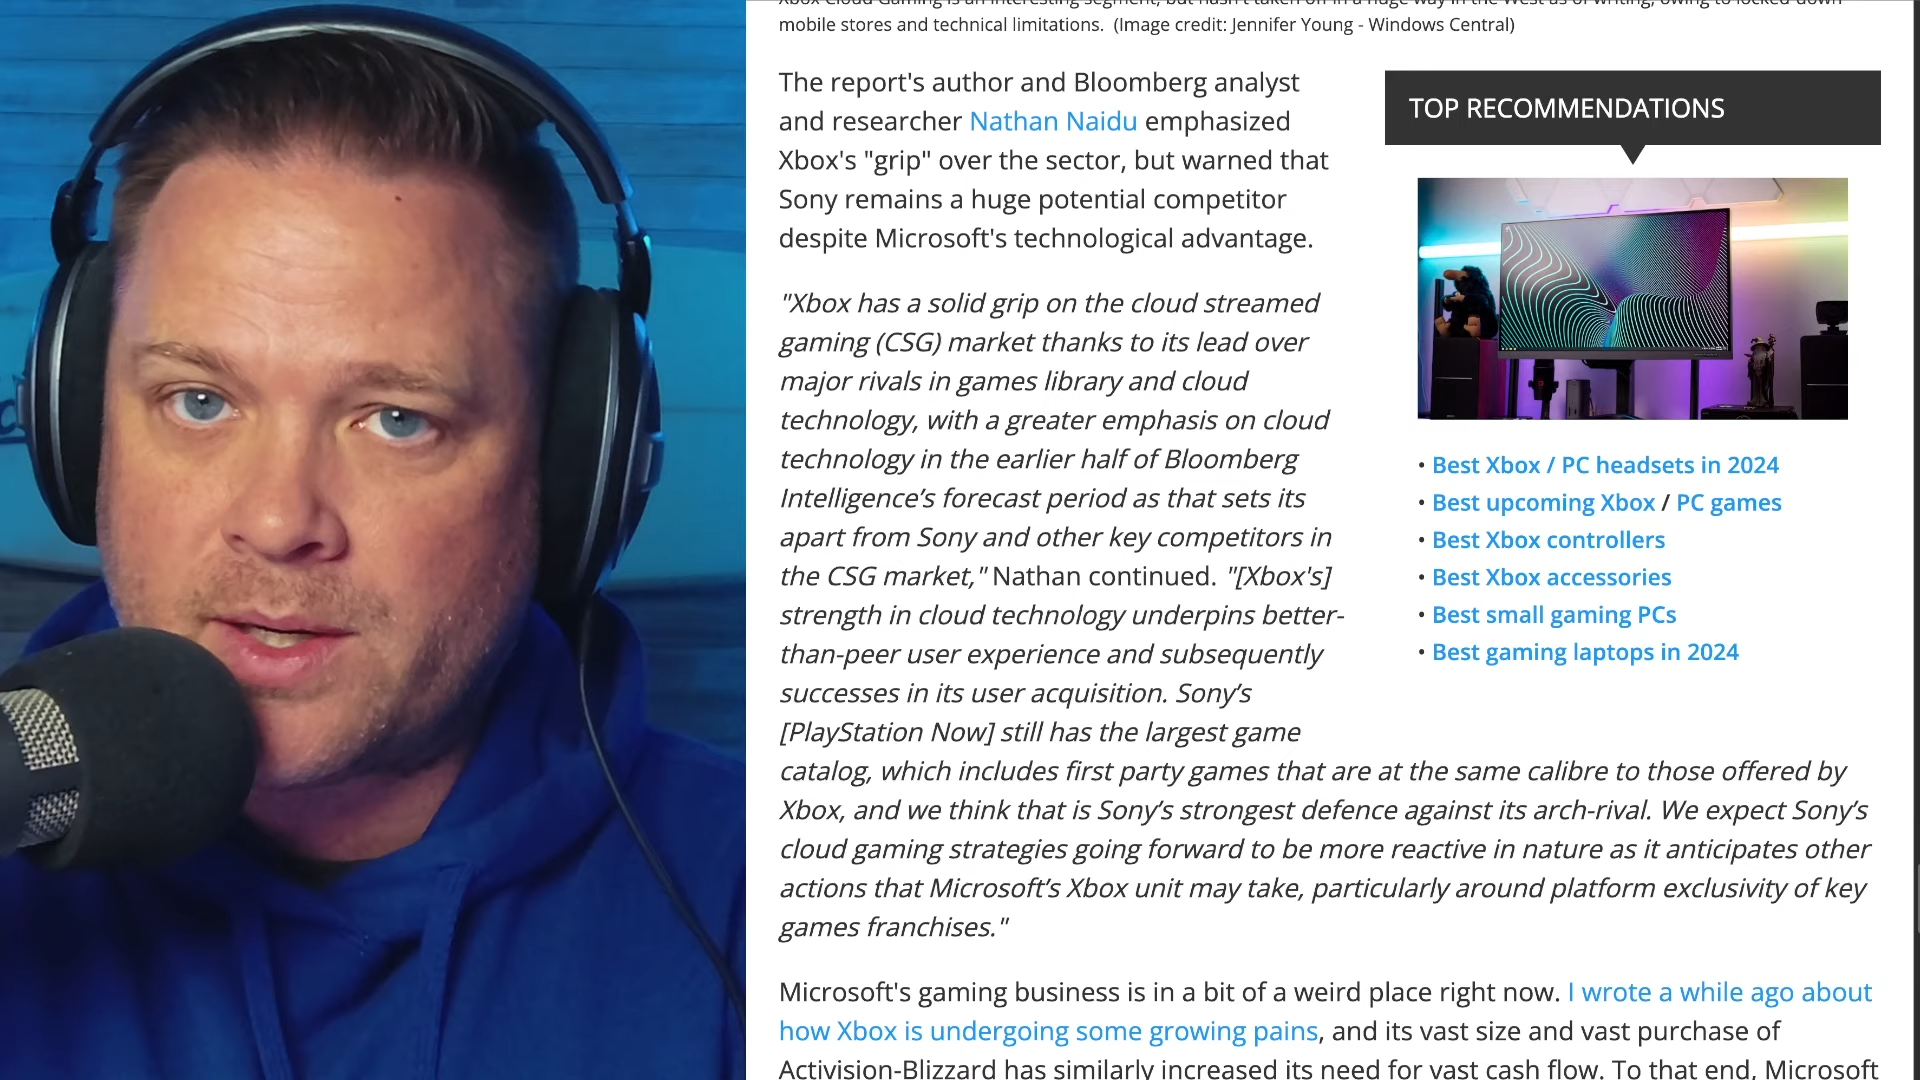 Xbox Cloud Gaming is an interesting segment, but hasn't taken off in a huge way in the West as of writing, owing to locked-down
mobile stores and technical limitations. (Image credit: Jennifer Young - Windows Central)
The report's author and Bloomberg analyst
and researcher Nathan Naidu emphasized
Xbox's "grip" over the sector, but warned that
Sony remains a huge potential competitor
despite Microsoft's technological advantage.
"Xbox has a solid grip on the cloud streamed
gaming (CSG) market thanks to its lead over
major rivals in games library and cloud
technology, with a greater emphasis on cloud
technology in the earlier half of Bloomberg
Intelligence’s forecast period as that sets its
apart from Sony and other key competitors in
the CSG market," Nathan continued. "[Xbox's]
strength in cloud technology underpins better-
than-peer user experience and subsequently
successes in its user acquisition. Sony’s
[PlayStation Now] still has the largest game
catalog, which includes first party games that are at the same calibre to those offered by
Xbox, and we think that is Sony’s strongest defence against its arch-rival. We expect Sony’s
cloud gaming strategies going forward to be more reactive in nature as it anticipates other
actions that Microsoft’s Xbox unit may take, particularly around platform exclusivity of key
games franchises."
Microsoft's gaming business is in a bit of a weird place right now. I wrote a while ago about
how Xbox is undergoing some growing pains, and its vast size and vast purchase of
Activision-Blizzard has similarly increased its need for vast cash flow. To that end, Microsoft
TOP RECOMMENDATIONS
• Best Xbox / PC headsets in 2024
• Best upcoming Xbox / PC games
• Best Xbox controllers
• Best Xbox accessories
• Best small gaming PCs
• Best gaming laptops in 2024